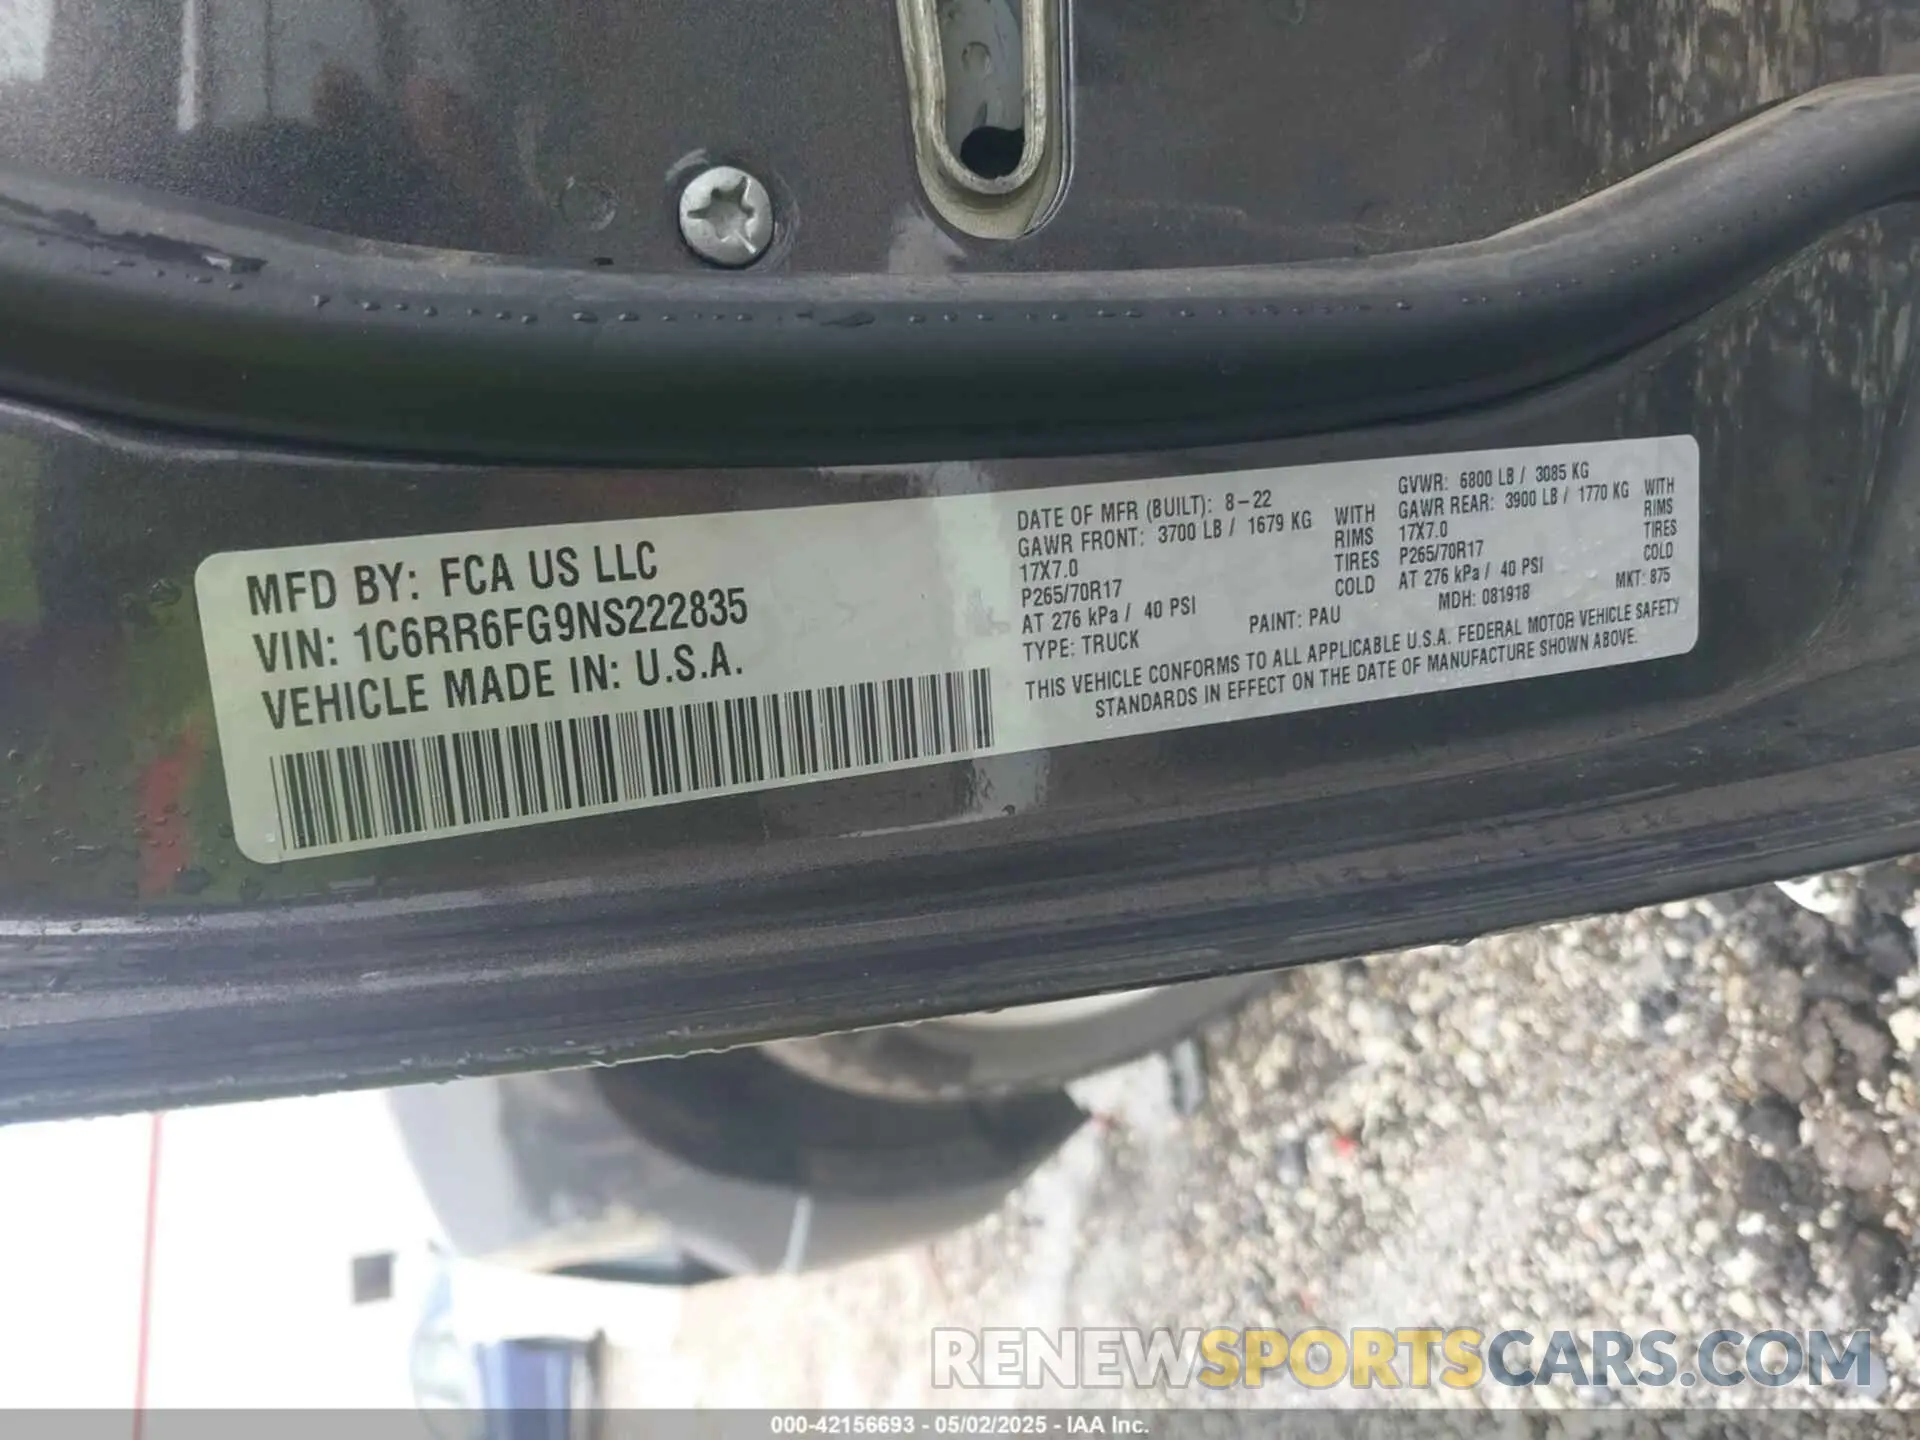 MFD BY: FCA US LLC
VIN: 1C6RR6FG9NS222835
VEHICLE MADE IN: U.S.A.
DATE OF MFR (BUILT): 8-22
GAWR FRONT: 3700 LB / 1679 KG WITH
17X7.0 RIMS
P265/70R17 TIRES
AT 276 kPa / 40 PSI COLD
TYPE: TRUCK
PAINT: PAU
GVWR: 6800 LB / 3085 KG
GAWR REAR: 3900 LB / 1770 KG WITH
17X7.0 RIMS
P265/70R17 TIRES
AT 276 kPa / 40 PSI COLD
MDH: 081918 MKT: 875
THIS VEHICLE CONFORMS TO ALL APPLICABLE U.S.A. FEDERAL MOTOR VEHICLE SAFETY
STANDARDS IN EFFECT ON THE DATE OF MANUFACTURE SHOWN ABOVE.
RENEWSPORTSCARS.COM
000-42156693 - 05/02/2025 - IAA Inc.